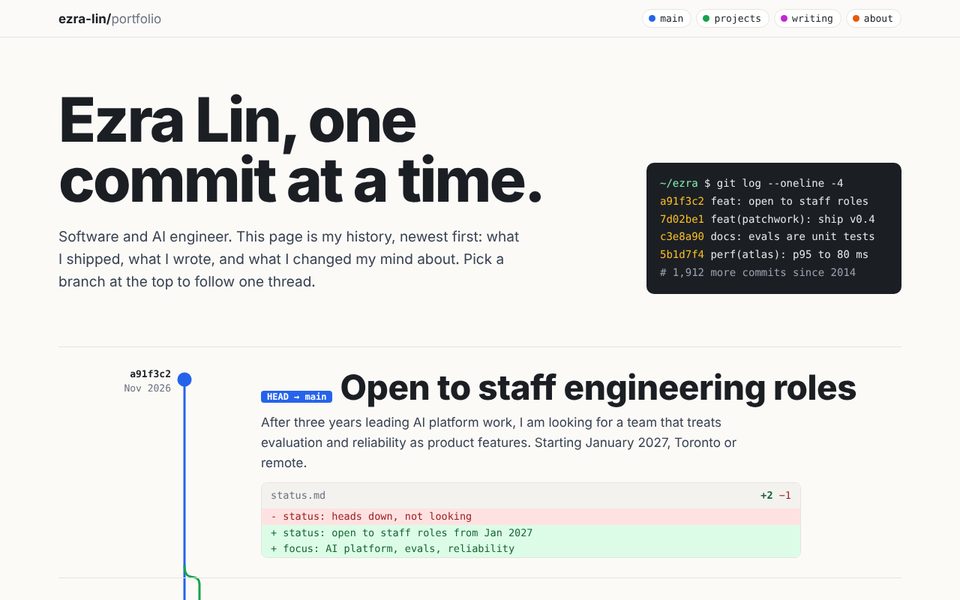 ezra-lin/portfolio
main
projects
writing
about
Ezra Lin, one
commit at a time.
Software and AI engineer. This page is my history, newest first: what
I shipped, what I wrote, and what I changed my mind about. Pick a
branch at the top to follow one thread.
~/ezra $ git log --oneline -4
a91f3c2 feat: open to staff roles
7d02be1 feat(patchwork): ship v0.4
c3e8a90 docs: evals are unit tests
5b1d7f4 perf(atlas): p95 to 80 ms
# 1,912 more commits since 2014
a91f3c2
Nov 2026
HEAD → main Open to staff engineering roles
After three years leading AI platform work, I am looking for a team that treats
evaluation and reliability as product features. Starting January 2027, Toronto or
remote.
status.md +2 −1
- status: heads down, not looking
+ status: open to staff roles from Jan 2027
+ focus: AI platform, evals, reliability